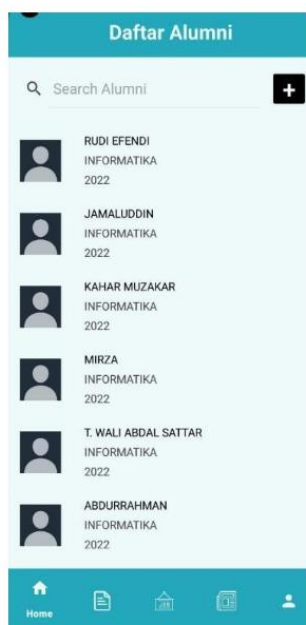 Daftar Alumni
Search Alumni
+
RUDI EFENDI
INFORMATIKA
2022
JAMALUDDIN
INFORMATIKA
2022
KAHAR MUZAKAR
INFORMATIKA
2022
MIRZA
INFORMATIKA
2022
T. WALI ABDAL SATTAR
INFORMATIKA
2022
ABDURRAHMAN
INFORMATIKA
2022
Home